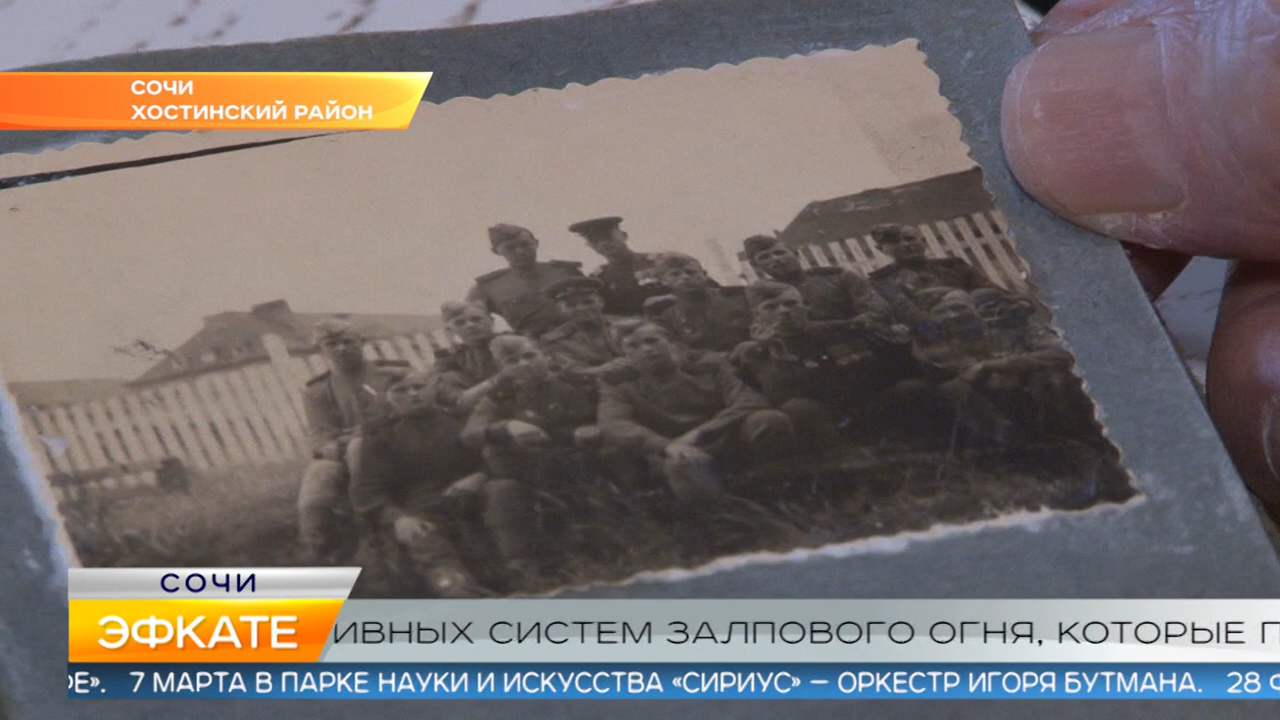 СОЧИ
ХОСТИНСКИЙ РАЙОН
СОЧИ
ЭФКАТЕ
ИВНЫХ СИСТЕМ ЗАЛПОВОГО ОГНЯ, КОТОРЫЕ П
ОЕ». 7 МАРТА В ПАРКЕ НАУКИ И ИСКУССТВА «СИРИУС» – ОРКЕСТР ИГОРЯ БУТМАНА. 28 Ф